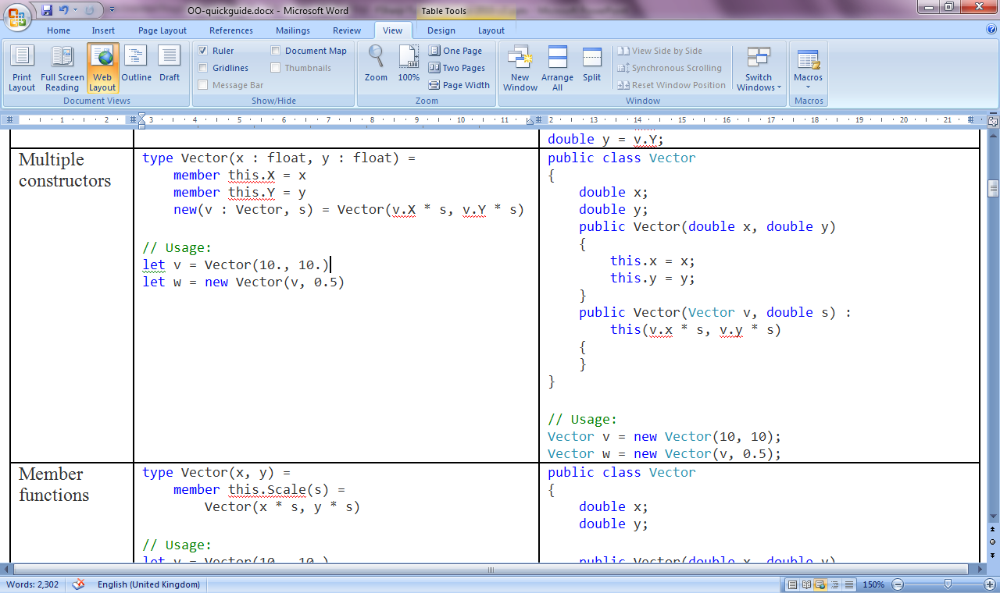 OO-quickguide.docx - Microsoft Word
Table Tools
Home Insert Page Layout References Mailings Review View Design Layout
Print Layout
Full Screen Reading
Web Layout
Outline
Draft
Document Views
Ruler
Gridlines
Message Bar
Document Map
Thumbnails
Show/Hide
Zoom
100%
One Page
Two Pages
Page Width
Zoom
New Window
Arrange All
Split
View Side by Side
Synchronous Scrolling
Reset Window Position
Switch Windows
Window
Macros
Macros
1 2 3 4 5 6 7 8 9 10 11 2 13 14 15 16 17 18 19 20 21
double y = v.Y;
Multiple
constructors
type Vector(x : float, y : float) =
    member this.X = x
    member this.Y = y
    new(v : Vector, s) = Vector(v.X * s, v.Y * s)
// Usage:
let v = Vector(10., 10.)
let w = new Vector(v, 0.5)
public class Vector
{
    double x;
    double y;
    public Vector(double x, double y)
    {
        this.x = x;
        this.y = y;
    }
    public Vector(Vector v, double s) :
        this(v.x * s, v.y * s)
    {
    }
}
// Usage:
Vector v = new Vector(10, 10);
Vector w = new Vector(v, 0.5);
Member
functions
type Vector(x, y) =
    member this.Scale(s) =
        Vector(x * s, y * s)
// Usage:
let v = Vector(10., 10.)
public class Vector
{
    double x;
    double y;
    public Vector(double x, double y)
Words: 2,302
English (United Kingdom)
150%